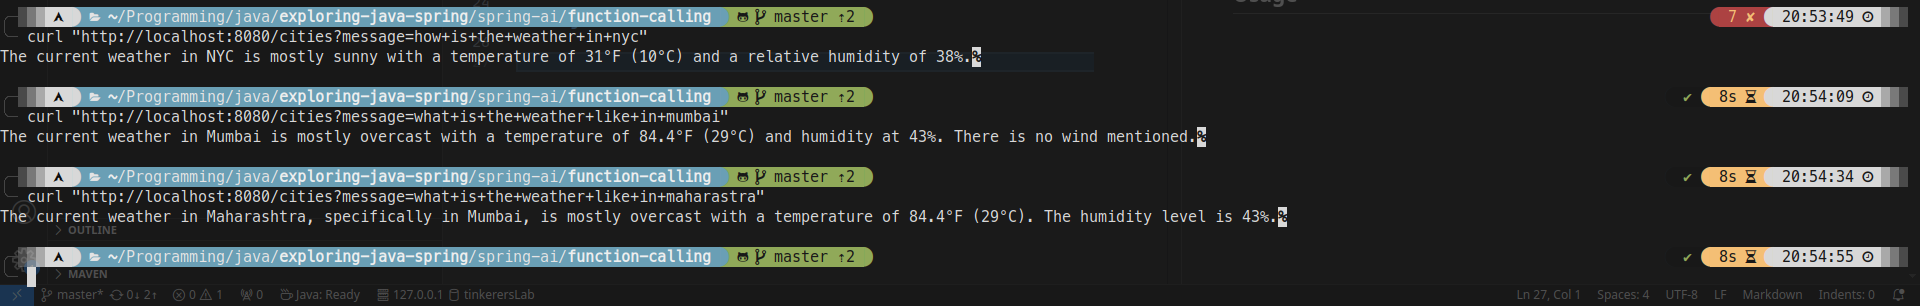 ~/Programming/java/exploring-java-spring/spring-ai/function-calling master ↑2 7 ✘ 20:53:49
curl "http://localhost:8080/cities?message=how+is+the+weather+in+nyc"
The current weather in NYC is mostly sunny with a temperature of 31°F (10°C) and a relative humidity of 38%.%
~/Programming/java/exploring-java-spring/spring-ai/function-calling master ↑2 ✔ 8s 20:54:09
curl "http://localhost:8080/cities?message=what+is+the+weather+like+in+mumbai"
The current weather in Mumbai is mostly overcast with a temperature of 84.4°F (29°C) and humidity at 43%. There is no wind mentioned.%
~/Programming/java/exploring-java-spring/spring-ai/function-calling master ↑2 ✔ 8s 20:54:34
curl "http://localhost:8080/cities?message=what+is+the+weather+like+in+maharastra"
The current weather in Maharashtra, specifically in Mumbai, is mostly overcast with a temperature of 84.4°F (29°C). The humidity level is 43%.%
OUTLINE
~/Programming/java/exploring-java-spring/spring-ai/function-calling master ↑2 ✔ 8s 20:54:55
MAVEN
master* 0↓ 2↑ 0 1 0 Java: Ready 127.0.0.1 tinkerersLab Ln 27, Col 1 Spaces: 4 UTF-8 LF Markdown Indents: 0